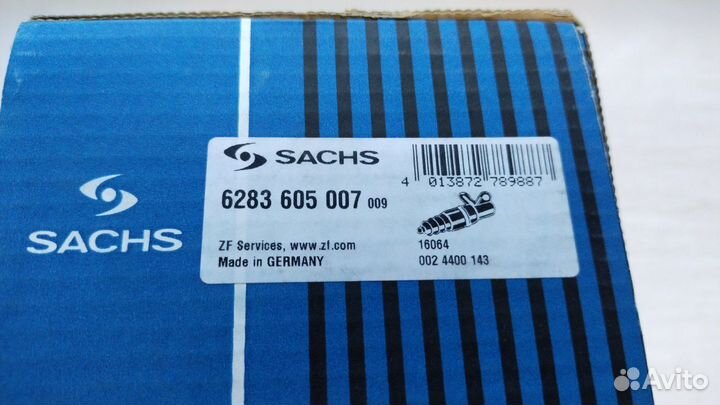 SACHS
SACHS
4 013872 789887
6283 605 007 009
ZF Services, www.zf.com
Made in GERMANY
16064
002 4400 143
Avito